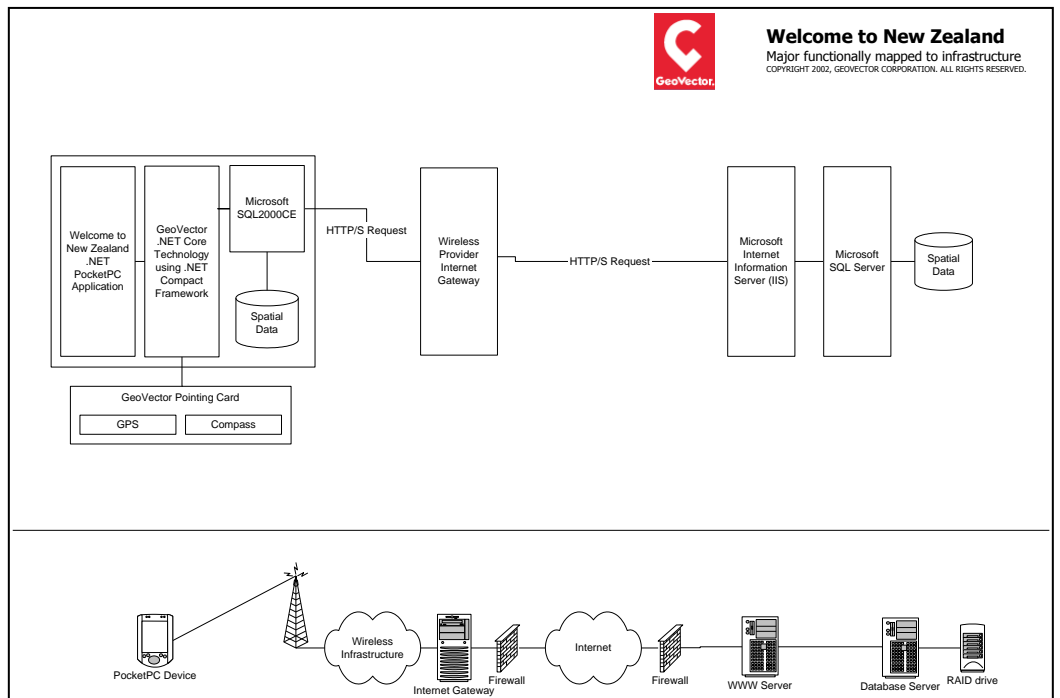 GeoVector.
Welcome to New Zealand
Major functionally mapped to infrastructure
COPYRIGHT 2002, GEOVECTOR CORPORATION. ALL RIGHTS RESERVED.
Welcome to
New Zealand
.NET
PocketPC
Application
GeoVector
.NET Core
Technology
using .NET
Compact
Framework
Microsoft
SQL2000CE
Spatial
Data
HTTP/S Request
Wireless
Provider
Internet
Gateway
HTTP/S Request
Microsoft
Internet
Information
Server (IIS)
Microsoft
SQL Server
Spatial
Data
GeoVector Pointing Card
GPS
Compass
PocketPC Device
Wireless
Infrastructure
Internet Gateway
Firewall
Internet
Firewall
WWW Server
Database Server
RAID drive